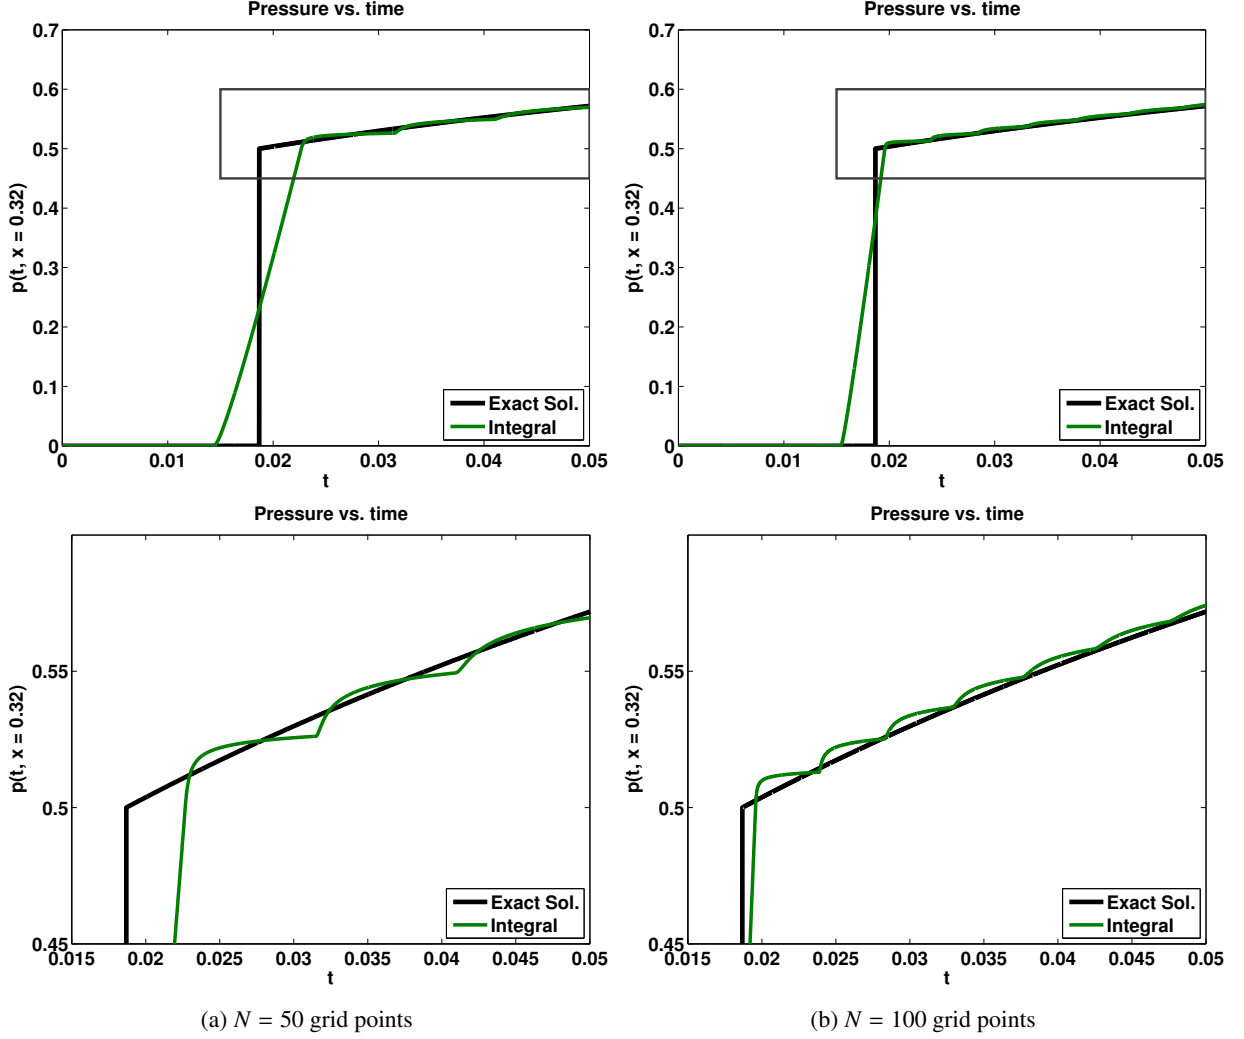 Pressure vs. time
0.7
0.6
0.5
0.4
0.3
0.2
0.1
0
p(t, x = 0.32)
0 0.01 0.02 0.03 0.04 0.05
t
Exact Sol.
Integral
Pressure vs. time
0.7
0.6
0.5
0.4
0.3
0.2
0.1
0
p(t, x = 0.32)
0 0.01 0.02 0.03 0.04 0.05
t
Exact Sol.
Integral
Pressure vs. time
0.55
0.5
0.45
p(t, x = 0.32)
0.015 0.02 0.025 0.03 0.035 0.04 0.045 0.05
t
Exact Sol.
Integral
Pressure vs. time
0.55
0.5
0.45
p(t, x = 0.32)
0.015 0.02 0.025 0.03 0.035 0.04 0.045 0.05
t
Exact Sol.
Integral
(a) N = 50 grid points
(b) N = 100 grid points